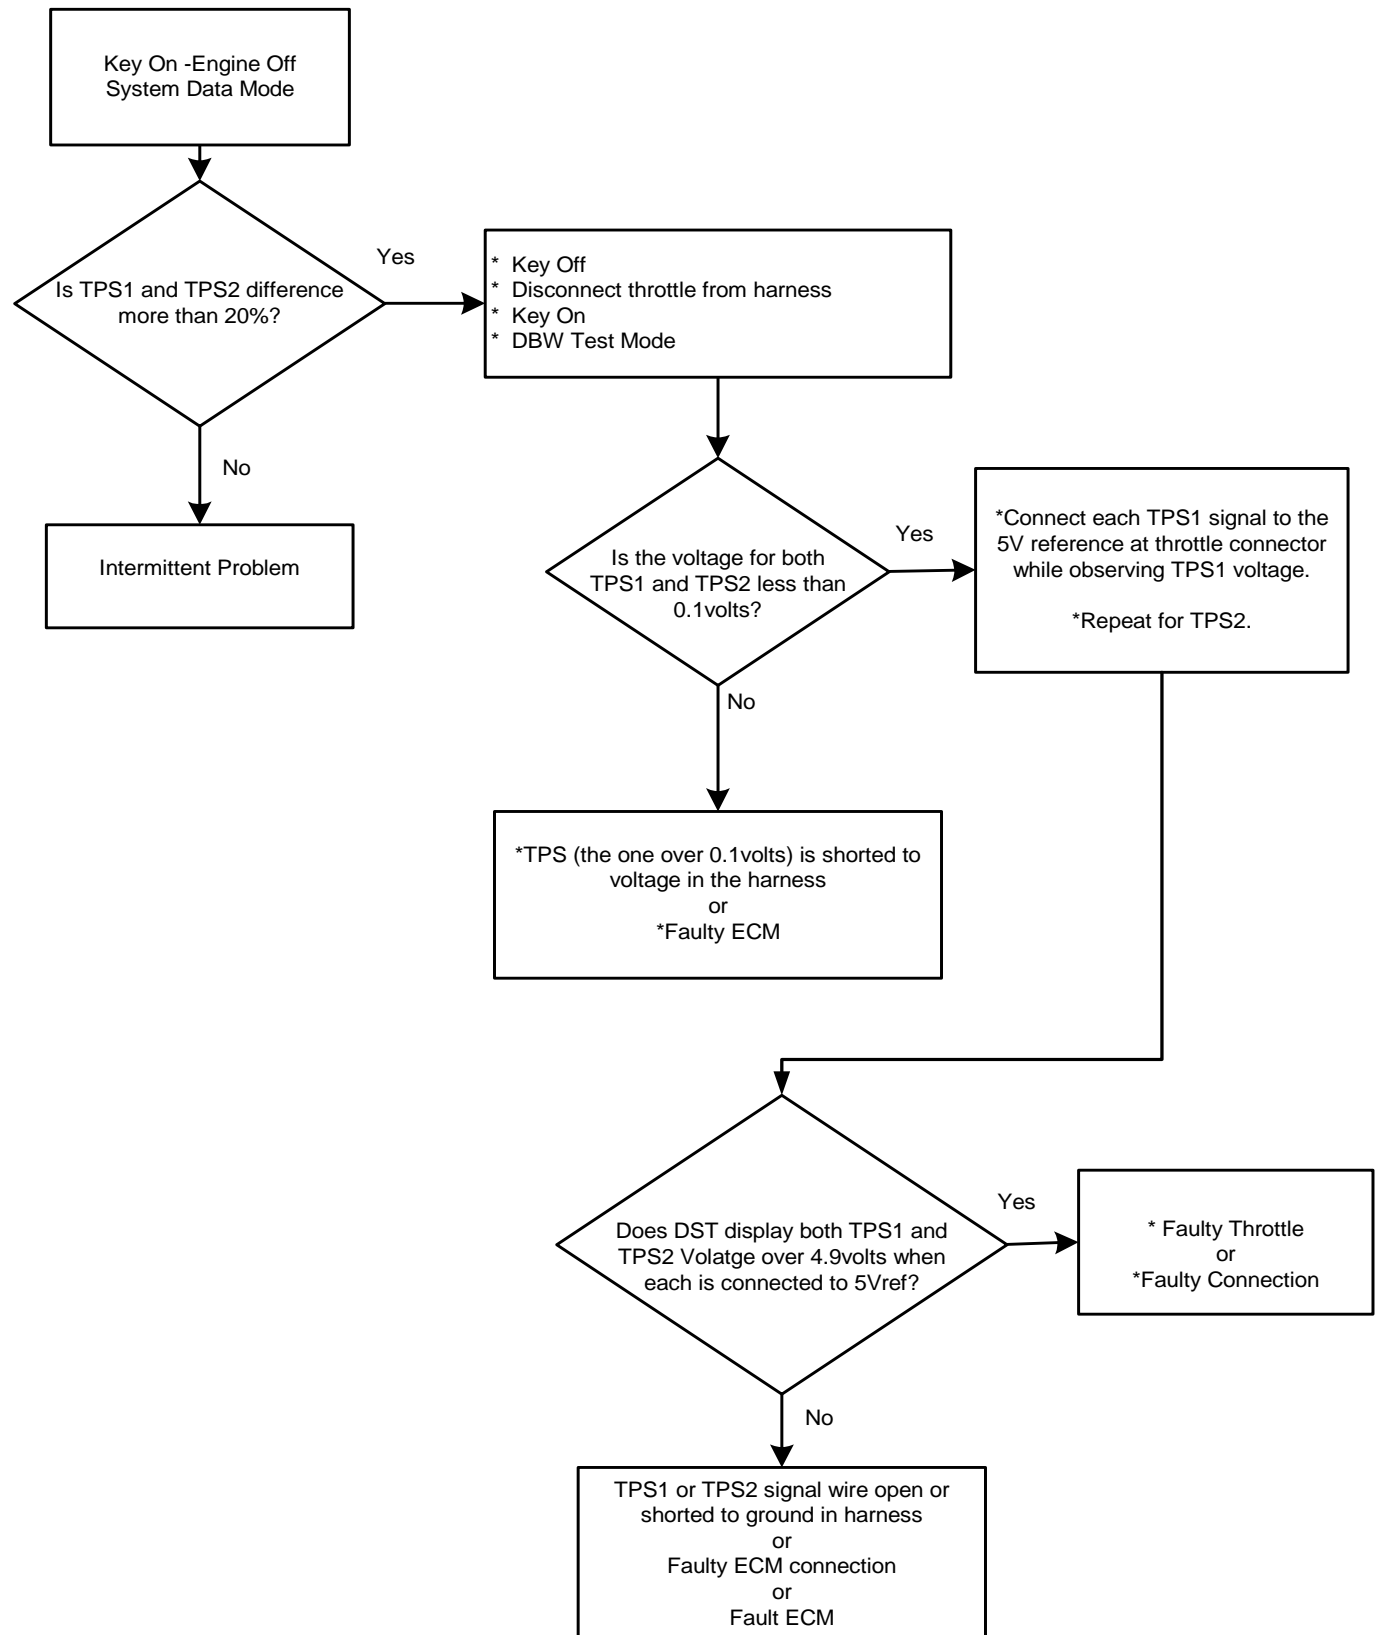 Key On -Engine Off
System Data Mode
Is TPS1 and TPS2 difference
more than 20%?
Yes
* Key Off
* Disconnect throttle from harness
* Key On
* DBW Test Mode
No
Intermittent Problem
Is the voltage for both
TPS1 and TPS2 less than
0.1volts?
Yes
*Connect each TPS1 signal to the
5V reference at throttle connector
while observing TPS1 voltage.
*Repeat for TPS2.
No
*TPS (the one over 0.1volts) is shorted to
voltage in the harness
or
*Faulty ECM
Does DST display both TPS1 and
TPS2 Volatge over 4.9volts when
each is connected to 5Vref?
Yes
* Faulty Throttle
or
*Faulty Connection
No
TPS1 or TPS2 signal wire open or
shorted to ground in harness
or
Faulty ECM connection
or
Fault ECM